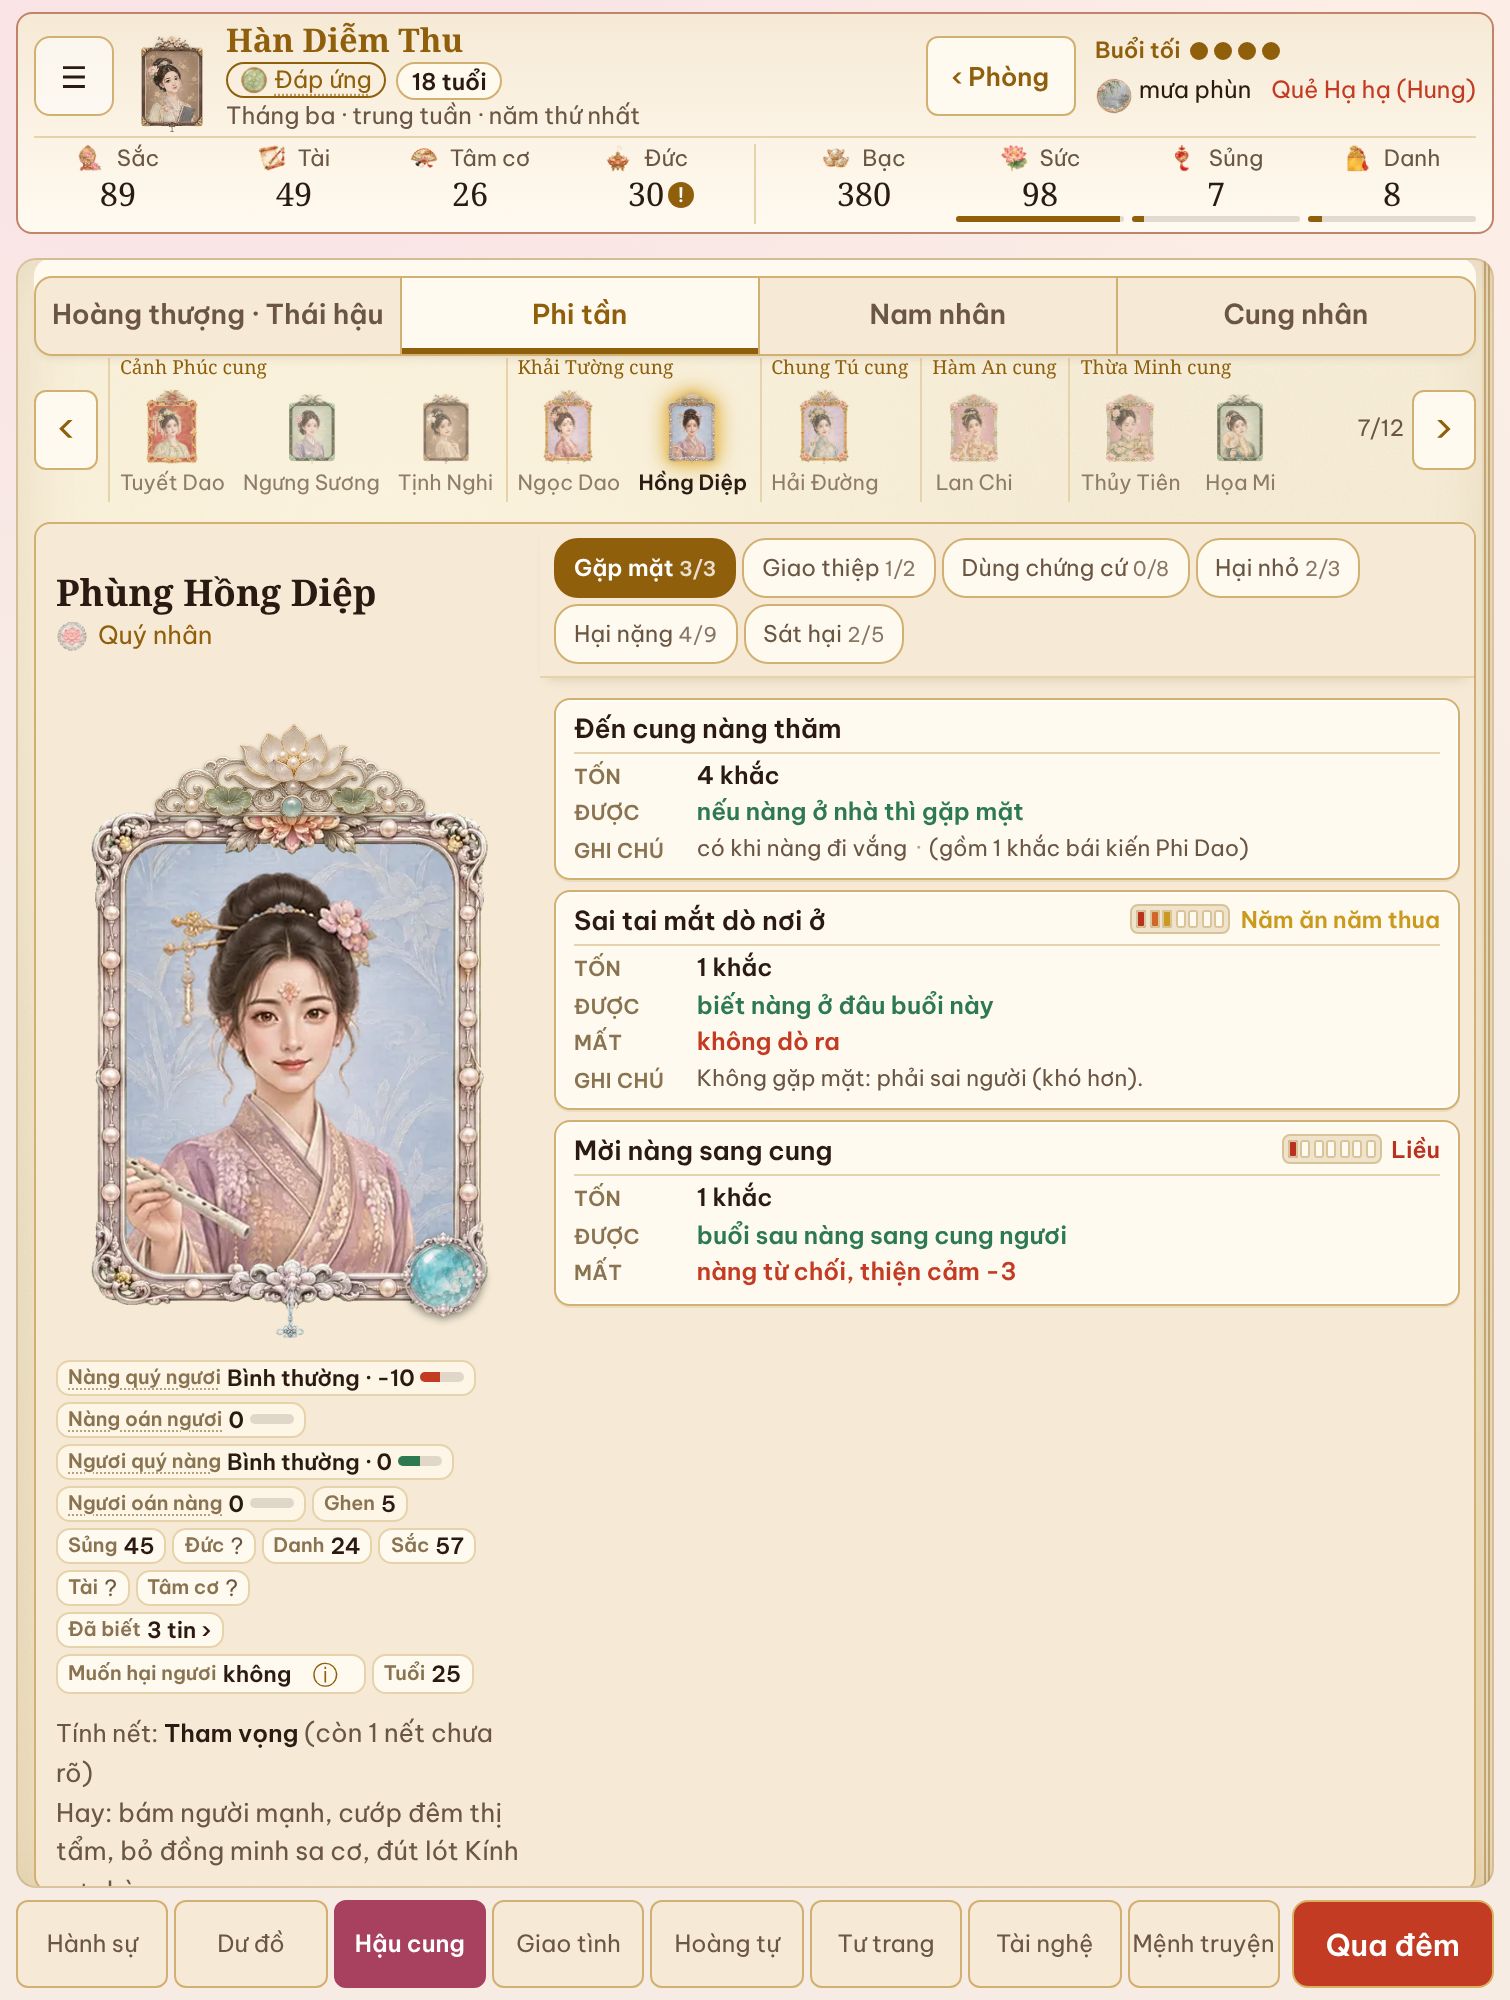 ☰
Hàn Diễm Thu
Đáp ứng
18 tuổi
Tháng ba · trung tuần · năm thứ nhất
‹ Phòng
Buổi tối
mưa phùn
Quẻ Hạ hạ (Hung)
Sắc
89
Tài
49
Tâm cơ
26
Đức
30 !
Bạc
380
Sức
98
Sủng
7
Danh
8
Hoàng thượng · Thái hậu
Phi tần
Nam nhân
Cung nhân
‹
Cảnh Phúc cung
Tuyết Dao
Ngưng Sương
Tịnh Nghi
Khải Tường cung
Ngọc Dao
Hồng Diệp
Chung Tú cung
Hải Đường
Hàm An cung
Lan Chi
Thừa Minh cung
Thủy Tiên
Họa Mi
7/12
›
Phùng Hồng Diệp
Quý nhân
Nàng quý ngươi Bình thường · -10
Nàng oán ngươi 0
Ngươi quý nàng Bình thường · 0
Ngươi oán nàng 0
Ghen 5
Sủng 45
Đức ?
Danh 24
Sắc 57
Tài ?
Tâm cơ ?
Đã biết 3 tin ›
Muốn hại ngươi không ⓘ
Tuổi 25
Tính nết: Tham vọng (còn 1 nết chưa
rõ)
Hay: bám người mạnh, cướp đêm thị
tẩm, bỏ đồng minh sa cơ, đút lót Kính
Gặp mặt 3/3
Giao thiệp 1/2
Dùng chứng cứ 0/8
Hại nhỏ 2/3
Hại nặng 4/9
Sát hại 2/5
Đến cung nàng thăm
TỐN 4 khắc
ĐƯỢC nếu nàng ở nhà thì gặp mặt
GHI CHÚ có khi nàng đi vắng · (gồm 1 khắc bái kiến Phi Dao)
Sai tai mắt dò nơi ở
Năm ăn năm thua
TỐN 1 khắc
ĐƯỢC biết nàng ở đâu buổi này
MẤT không dò ra
GHI CHÚ Không gặp mặt: phải sai người (khó hơn).
Mời nàng sang cung
Liều
TỐN 1 khắc
ĐƯỢC buổi sau nàng sang cung ngươi
MẤT nàng từ chối, thiện cảm -3
Hành sự
Dư đồ
Hậu cung
Giao tình
Hoàng tự
Tư trang
Tài nghệ
Mệnh truyện
Qua đêm